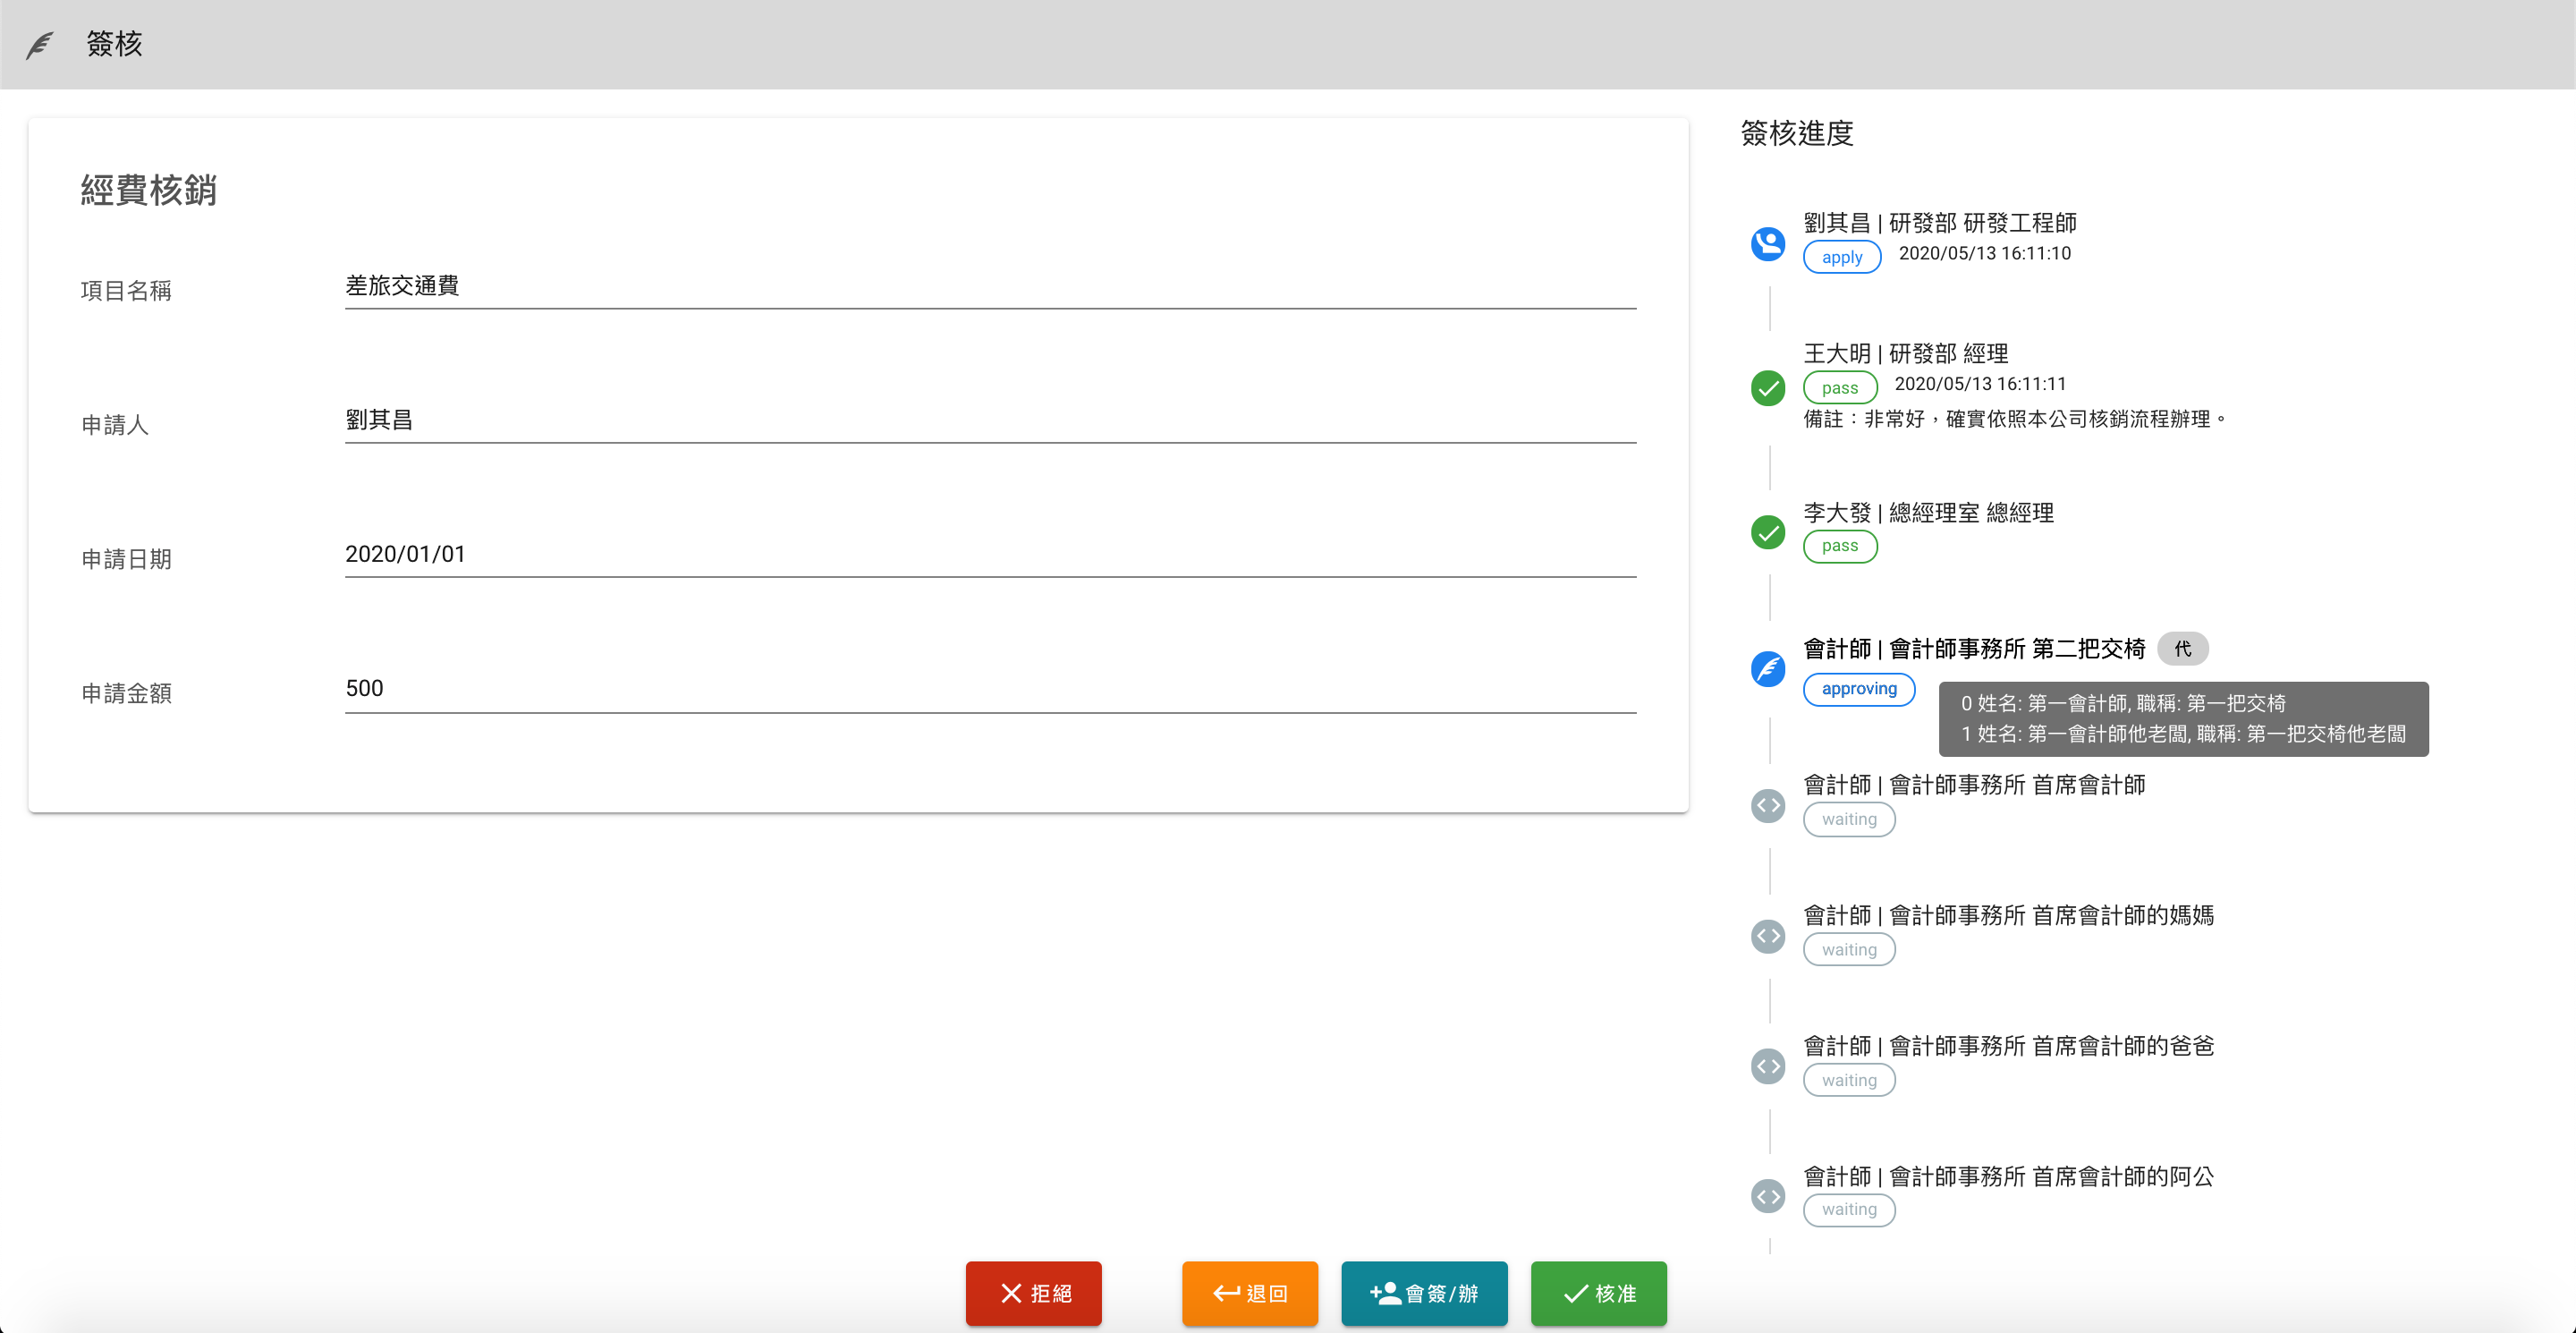 簽核
經費核銷
項目名稱
差旅交通費
申請人
劉其昌
申請日期
2020/01/01
申請金額
500
簽核進度
劉其昌 | 研發部 研發工程師
apply 2020/05/13 16:11:10
王大明 | 研發部 經理
pass 2020/05/13 16:11:11
備註：非常好，確實依照本公司核銷流程辦理。
李大發 | 總經理室 總經理
pass
會計師 | 會計師事務所 第二把交椅 代
approving
0 姓名: 第一會計師, 職稱: 第一把交椅
1 姓名: 第一會計師他老闆, 職稱: 第一把交椅他老闆
會計師 | 會計師事務所 首席會計師
waiting
會計師 | 會計師事務所 首席會計師的媽媽
waiting
會計師 | 會計師事務所 首席會計師的爸爸
waiting
會計師 | 會計師事務所 首席會計師的阿公
waiting
拒絕
退回
會簽/辦
核准